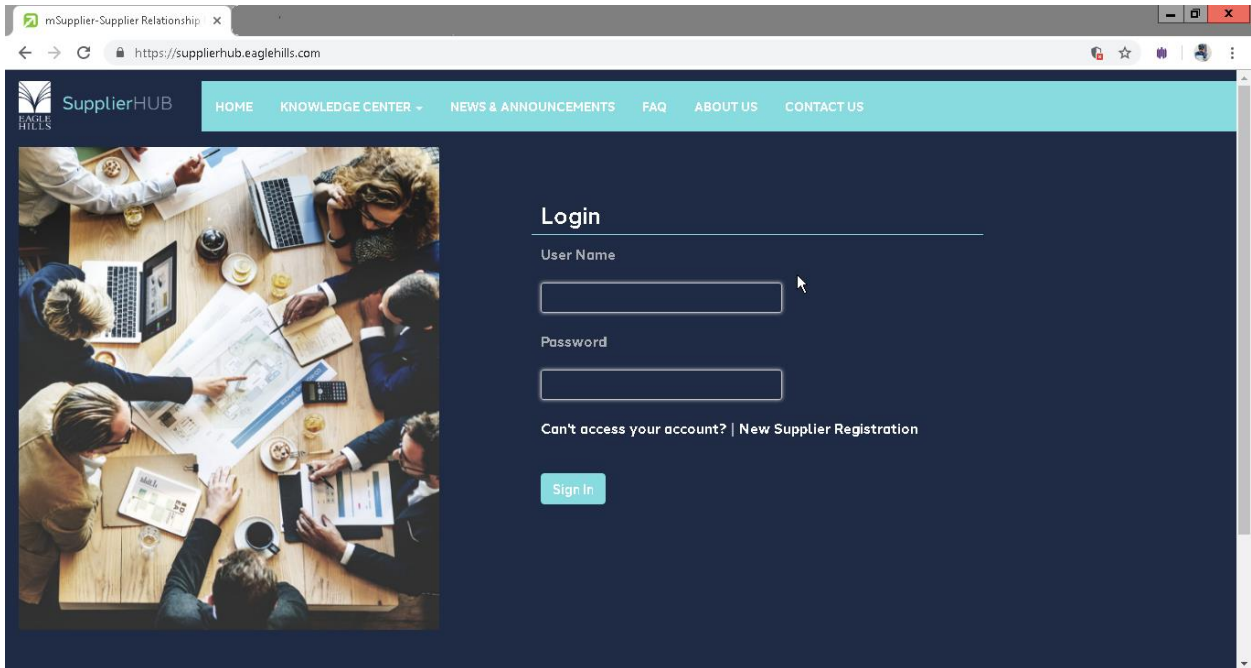 mSupplier-Supplier Relationship
https://supplierhub.eaglehills.com
EAGLE
HILLS
SupplierHUB
HOME KNOWLEDGE CENTER NEWS & ANNOUNCEMENTS FAQ ABOUT US CONTACT US
Login
User Name
Password
Can't access your account? | New Supplier Registration
Sign In